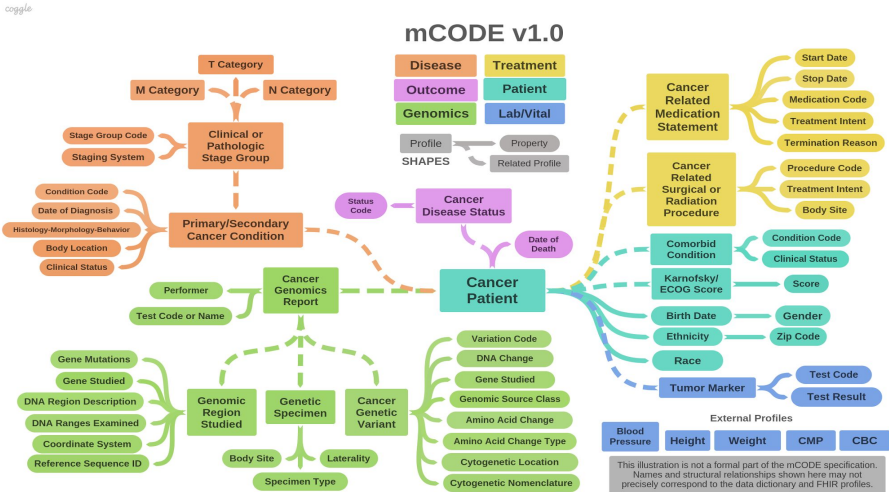 coggle
mCODE v1.0
Disease
Treatment
Outcome
Patient
Genomics
Lab/Vital
Profile
Property
SHAPES
Related Profile
T Category
M Category
N Category
Stage Group Code
Staging System
Clinical or
Pathologic
Stage Group
Condition Code
Date of Diagnosis
Histology-Morphology-Behavior
Body Location
Clinical Status
Primary/Secondary
Cancer Condition
Status
Code
Cancer
Disease Status
Date of
Death
Cancer
Patient
Performer
Test Code or Name
Cancer
Genomics
Report
Gene Mutations
Gene Studied
DNA Region Description
DNA Ranges Examined
Coordinate System
Reference Sequence ID
Genomic
Region
Studied
Genetic
Specimen
Cancer
Genetic
Variant
Body Site
Laterality
Specimen Type
Variation Code
DNA Change
Gene Studied
Genomic Source Class
Amino Acid Change
Amino Acid Change Type
Cytogenetic Location
Cytogenetic Nomenclature
Cancer
Related
Medication
Statement
Start Date
Stop Date
Medication Code
Treatment Intent
Termination Reason
Cancer
Related
Surgical or
Radiation
Procedure
Procedure Code
Treatment Intent
Body Site
Comorbid
Condition
Condition Code
Clinical Status
Karnofsky/
ECOG Score
Score
Birth Date
Gender
Ethnicity
Zip Code
Race
Tumor Marker
Test Code
Test Result
External Profiles
Blood
Pressure
Height
Weight
CMP
CBC
This illustration is not a formal part of the mCODE specification.
Names and structural relationships shown here may not
precisely correspond to the data dictionary and FHIR profiles.